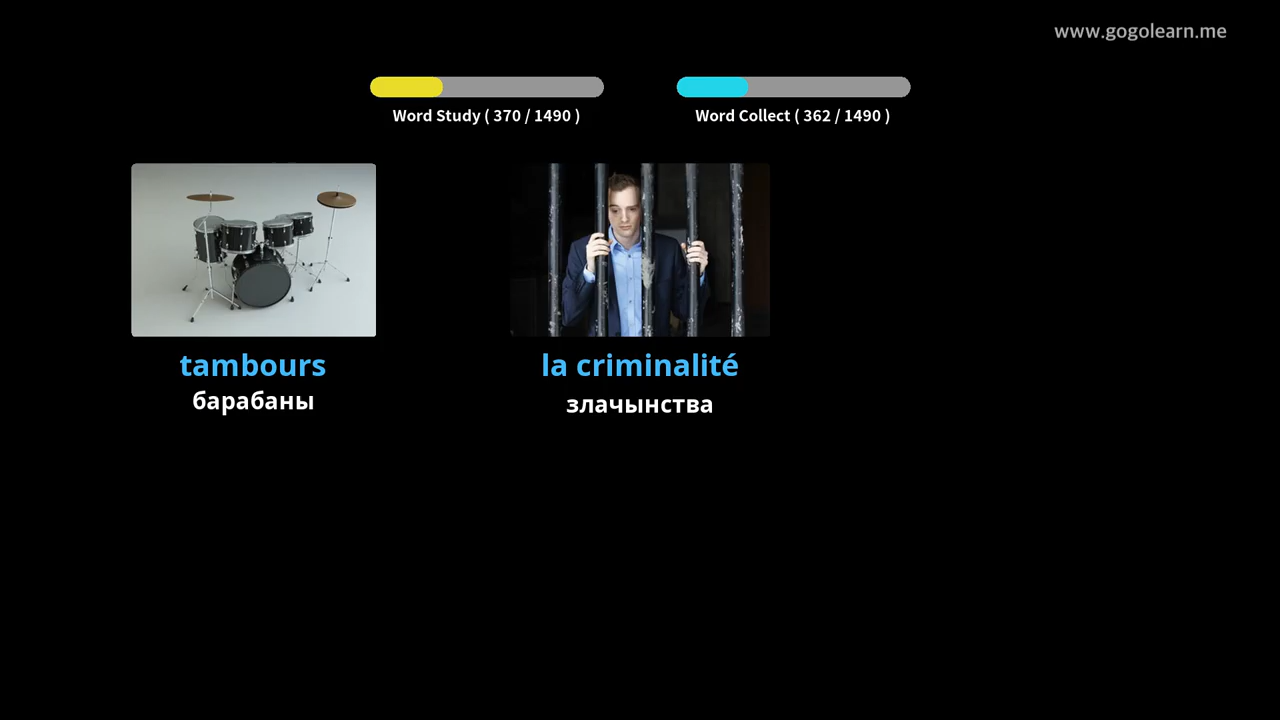 www.gogolearn.me
Word Study ( 370 / 1490 )
Word Collect ( 362 / 1490 )
tambours
барабаны
la criminalité
злачынства